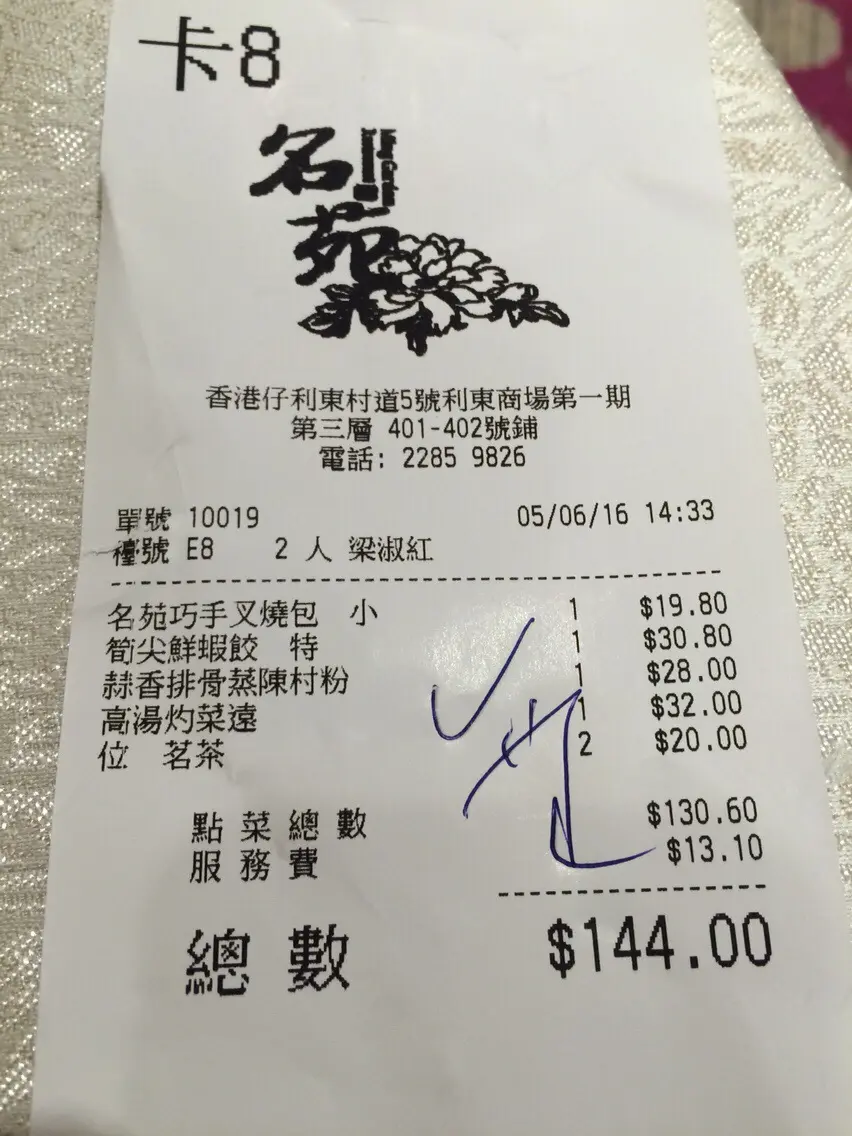 卡8
名
苑
香港仔利東村道5號利東商場第一期
第三層 401-402號鋪
電話: 2285 9826
單號 10019 05/06/16 14:33
檯號 E8 2 人 梁淑紅
名苑巧手叉燒包 小 1 $19.80
筍尖鮮蝦餃 特 1 $30.80
蒜香排骨蒸陳村粉 1 $28.00
高湯灼菜遠 1 $32.00
位 茗茶 2 $20.00
點菜總數 $130.60
服務費 $13.10
總數 $144.00